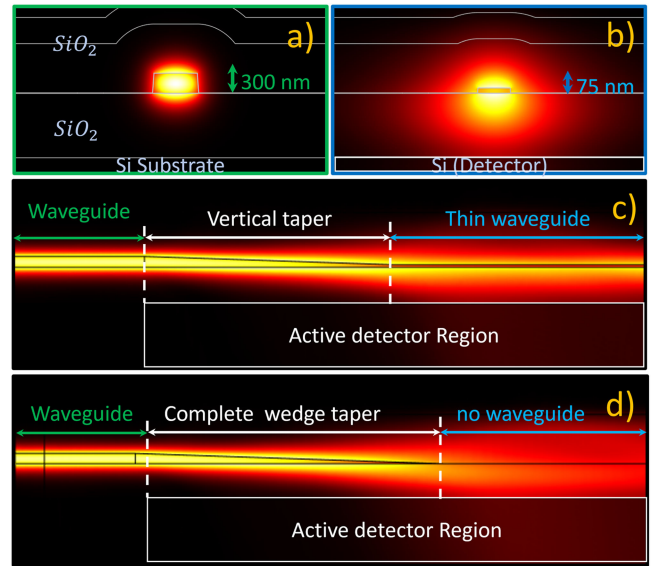 a)
SiO₂
300 nm
SiO₂
Si Substrate
b)
75 nm
Si (Detector)
c)
Waveguide
Vertical taper
Thin waveguide
Active detector Region
d)
Waveguide
Complete wedge taper
no waveguide
Active detector Region